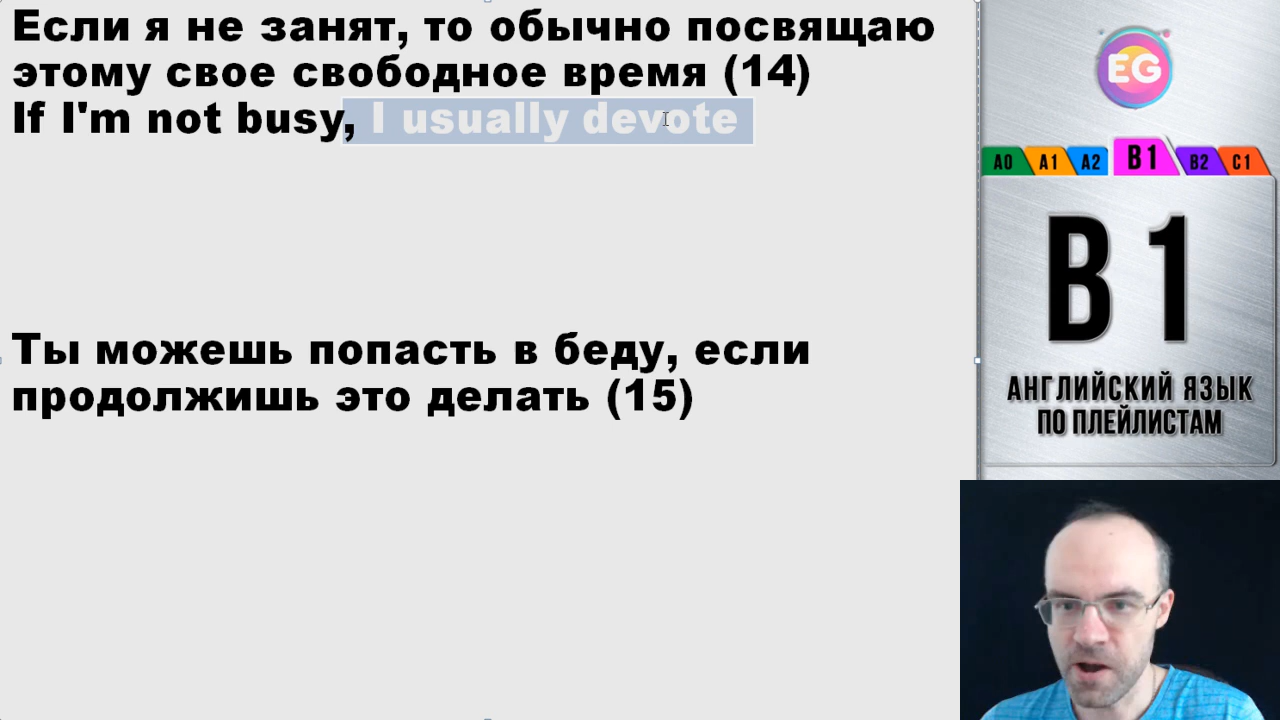 Если я не занят, то обычно посвящаю
этому свое свободное время (14)
If I'm not busy, I usually devote
Ты можешь попасть в беду, если
продолжишь это делать (15)
EG
A0 A1 A2 B1 B2 C1
B1
АНГЛИЙСКИЙ ЯЗЫК
ПО ПЛЕЙЛИСТАМ